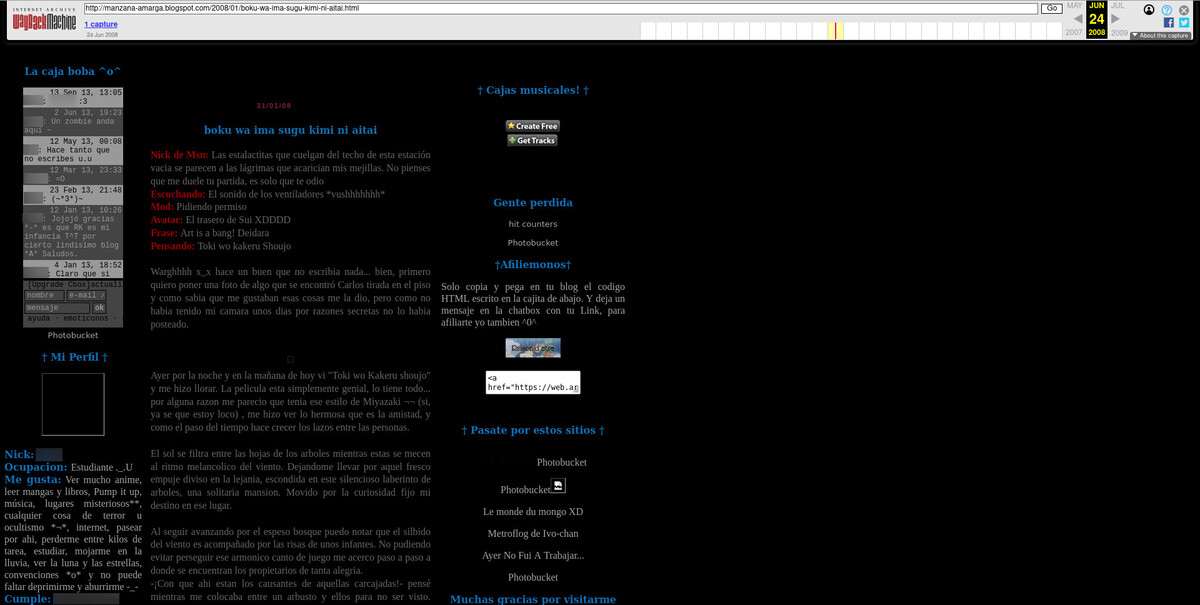 INTERNET ARCHIVE
WayBackMachine
http://manzana-amarga.blogspot.com/2008/01/boku-wa-ima-sugu-kimi-ni-aitai.html
Go
1 capture
24 Jun 2008
MAY JUN JUL
24
2007 2008 2009
▼ About this capture
La caja boba ^o^
13 Sep 13, 13:05
: :3
2 Jun 13, 19:23
: Un zombie anda
aqui ~
12 May 13, 00:08
: Hace tanto que
no escribes u.u
12 Mar 13, 23:33
: =O
23 Feb 13, 21:48
: (~*3*)~
12 Jan 13, 10:26
: Jojojó gracias
*-* es que RK es mi
infancia T^T por
cierto lindisimo blog
*A* Saludos.
4 Jan 13, 18:52
: Claro que si
[Upgrade Cbox]actuali
nombre e-mail /
mensaje ok
ayuda · emoticonos ·
Photobucket
† Mi Perfil †
Nick:
Ocupacion: Estudiante ._.U
Me gusta: Ver mucho anime,
leer mangas y libros, Pump it up,
música, lugares misteriosos**,
cualquier cosa de terror u
ocultismo *¬*, internet, pasear
por ahi, perderme entre kilos de
tarea, estudiar, mojarme en la
lluvia, ver la luna y las estrellas,
convenciones *o* y no puede
faltar deprimirme y aburrirme -_-
Cumple:
31/01/08
boku wa ima sugu kimi ni aitai
Nick de Msn: Las estalactitas que cuelgan del techo de esta estación
vacia se parecen a las lágrimas que acarician mis mejillas. No pienses
que me duele tu partida, es solo que te odio
Escuchando: El sonido de los ventiladores *vushhhhhhh*
Mod: Pidiendo permiso
Avatar: El trasero de Sui XDDDD
Frase: Art is a bang! Deidara
Pensando: Toki wo kakeru Shoujo
Warghhhh x_x hace un buen que no escribia nada... bien, primero
quiero poner una foto de algo que se encontró Carlos tirada en el piso
y como sabia que me gustaban esas cosas me la dio, pero como no
habia tenido mi camara unos dias por razones secretas no lo habia
posteado.
Ayer por la noche y en la mañana de hoy vi "Toki wo Kakeru shoujo"
y me hizo llorar. La pelicula esta simplemente genial, lo tiene todo...
por alguna razon me parecio que tenia ese estilo de Miyazaki ¬¬ (si,
ya se que estoy loco) , me hizo ver lo hermosa que es la amistad, y
como el paso del tiempo hace crecer los lazos entre las personas.
El sol se filtra entre las hojas de los arboles mientras estas se mecen
al ritmo melancolico del viento. Dejandome llevar por aquel fresco
empuje diviso en la lejania, escondida en este silencioso laberinto de
arboles, una solitaria mansion. Movido por la curiosidad fijo mi
destino en ese lugar.
Al seguir avanzando por el espeso bosque puedo notar que el silbido
del viento es acompañado por las risas de unos infantes. No pudiendo
evitar perseguir ese armonico canto de juego me acerco paso a paso a
donde se encuentran los propietarios de tanta alegria.
-¡Con que ahi estan los causantes de aquellas carcajadas!- pensé
mientras me colocaba entre un arbusto y ellos para no ser visto.
† Cajas musicales! †
Create Free
Get Tracks
Gente perdida
hit counters
Photobucket
†Afiliemonos†
Solo copia y pega en tu blog el codigo
HTML escrito en la cajita de abajo. Y deja un
mensaje en la chatbox con tu Link, para
afiliarte yo tambien ^0^
<a
href="https://web.ar
† Pasate por estos sitios †
Photobucket
Photobucket
Le monde du mongo XD
Metroflog de Ivo-chan
Ayer No Fui A Trabajar...
Photobucket
Muchas gracias por visitarme